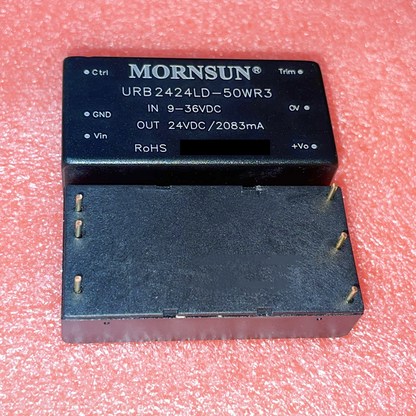 Ctrl
MORNSUN®
Trim
URB2424LD-50WR3
GND
IN 9-36VDC
0V
Vin
OUT 24VDC/2083mA
RoHS
+Vo